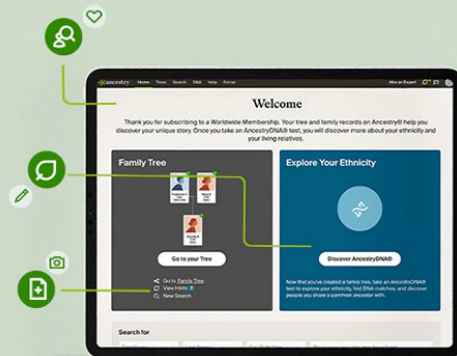 ancestry Home Trees Search DNA Help Extras Hire an Expert
Welcome
Thank you for subscribing to a Worldwide Membership. Your tree and family records on Ancestry® help you
discover your unique story. Once you take an AncestryDNA® test, you will discover more about your ethnicity and
your living relatives.
Family Tree
Explore Your Ethnicity
Go to your Tree
Discover AncestryDNA®
Go to Family Tree
View Hints
New Search
Now that you've created a family tree, take an AncestryDNA®
test to explore your ethnicity, find DNA matches, and discover
people you share a common ancestor with.
Search for